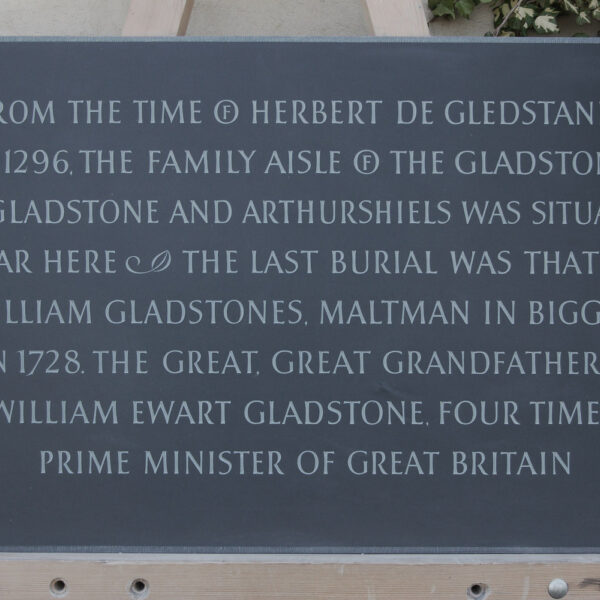 ROM THE TIME OF HERBERT DE GLEDSTAN
1296, THE FAMILY AISLE OF THE GLADSTON
GLADSTONE AND ARTHURSHIELS WAS SITUA
AR HERE THE LAST BURIAL WAS THAT
ILLIAM GLADSTONES, MALTMAN IN BIGG
N 1728. THE GREAT, GREAT GRANDFATHER
WILLIAM EWART GLADSTONE, FOUR TIME
PRIME MINISTER OF GREAT BRITAIN